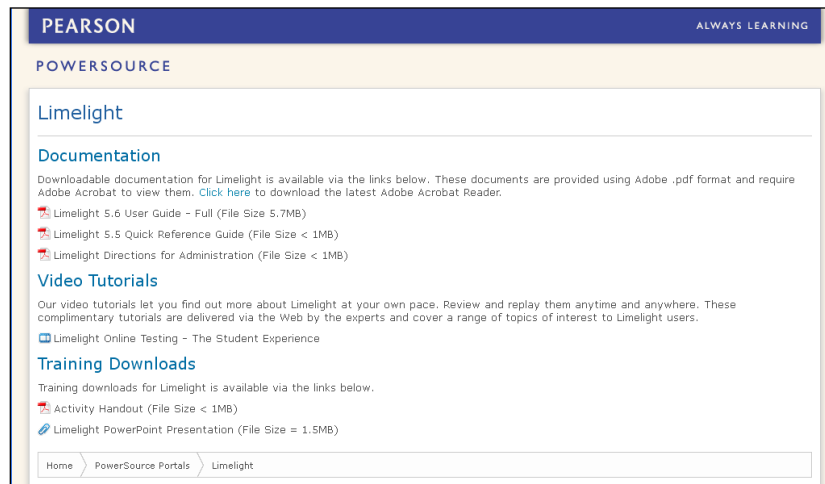 PEARSON
ALWAYS LEARNING
POWERSOURCE
Limelight
Documentation
Downloadable documentation for Limelight is available via the links below. These documents are provided using Adobe .pdf format and require
Adobe Acrobat to view them. Click here to download the latest Adobe Acrobat Reader.
Limelight 5.6 User Guide - Full (File Size 5.7MB)
Limelight 5.5 Quick Reference Guide (File Size < 1MB)
Limelight Directions for Administration (File Size < 1MB)
Video Tutorials
Our video tutorials let you find out more about Limelight at your own pace. Review and replay them anytime and anywhere. These
complimentary tutorials are delivered via the Web by the experts and cover a range of topics of interest to Limelight users.
Limelight Online Testing - The Student Experience
Training Downloads
Training downloads for Limelight is available via the links below.
Activity Handout (File Size < 1MB)
Limelight PowerPoint Presentation (File Size = 1.5MB)
Home PowerSource Portals Limelight